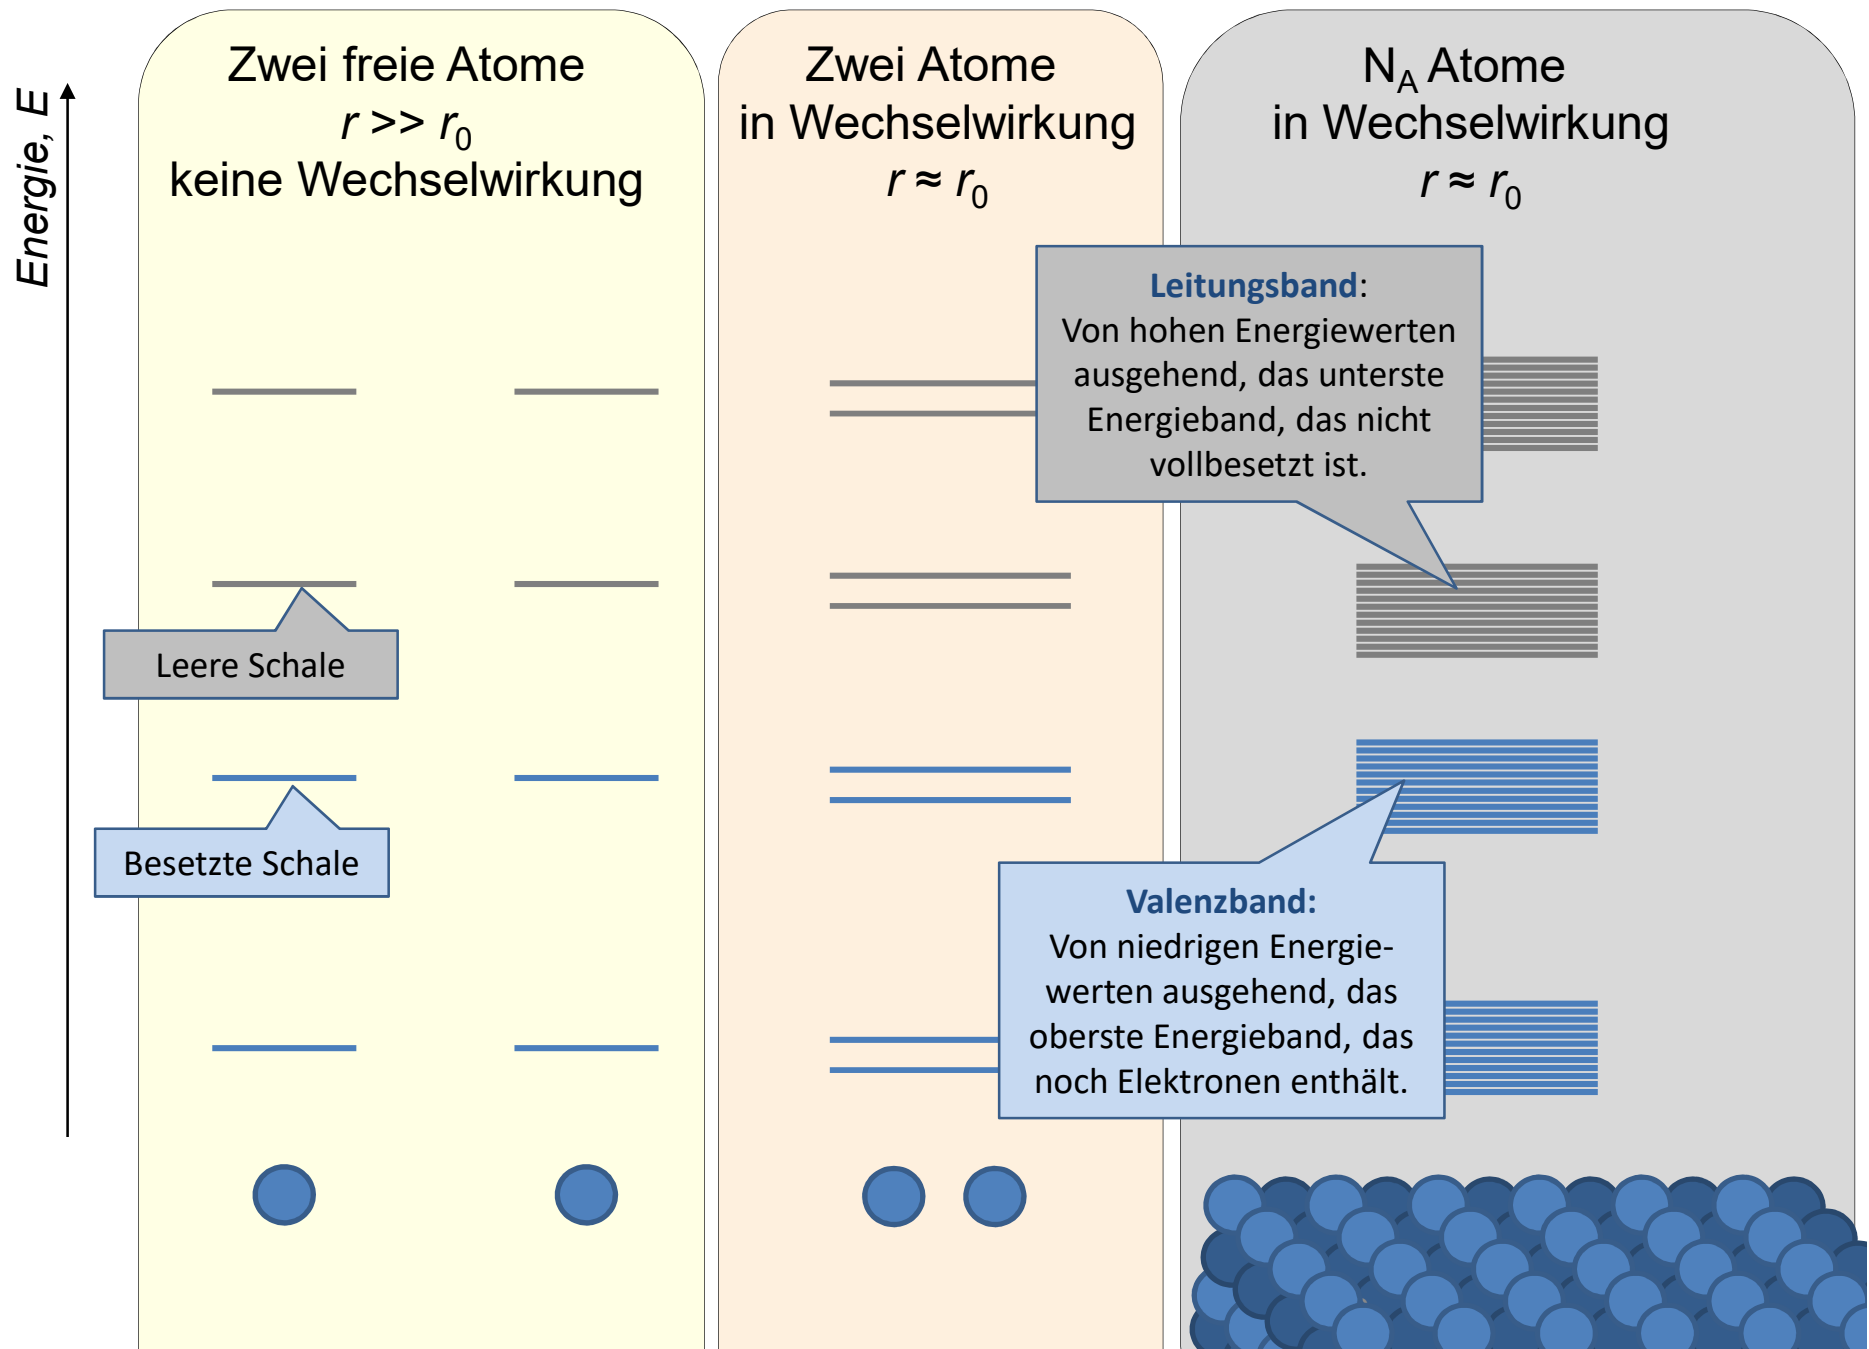 Energie, E
Zwei freie Atome
r >> r0
keine Wechselwirkung
Zwei Atome
in Wechselwirkung
r ≈ r0
NA Atome
in Wechselwirkung
r ≈ r0
Leitungsband:
Von hohen Energiewerten
ausgehend, das unterste
Energieband, das nicht
vollbesetzt ist.
Leere Schale
Besetzte Schale
Valenzband:
Von niedrigen Energie-
werten ausgehend, das
oberste Energieband, das
noch Elektronen enthält.